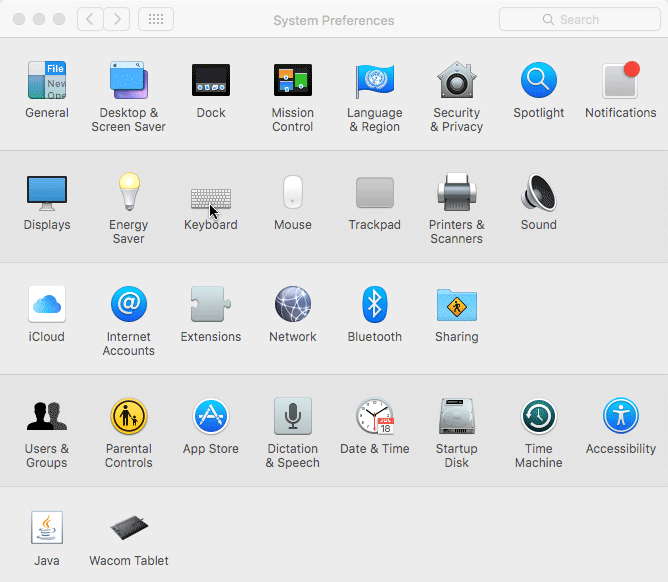 System Preferences
Search
File
New
Ope
General
Desktop &
Screen Saver
Dock
Mission
Control
Language
& Region
Security
& Privacy
Spotlight
Notifications
Displays
Energy
Saver
Keyboard
Mouse
Trackpad
Printers &
Scanners
Sound
iCloud
@
Internet
Accounts
Extensions
Network
Bluetooth
Sharing
Users &
Groups
Parental
Controls
App Store
Dictation
& Speech
JUL
18
Date & Time
Startup
Disk
Time
Machine
Accessibility
Java
Wacom Tablet